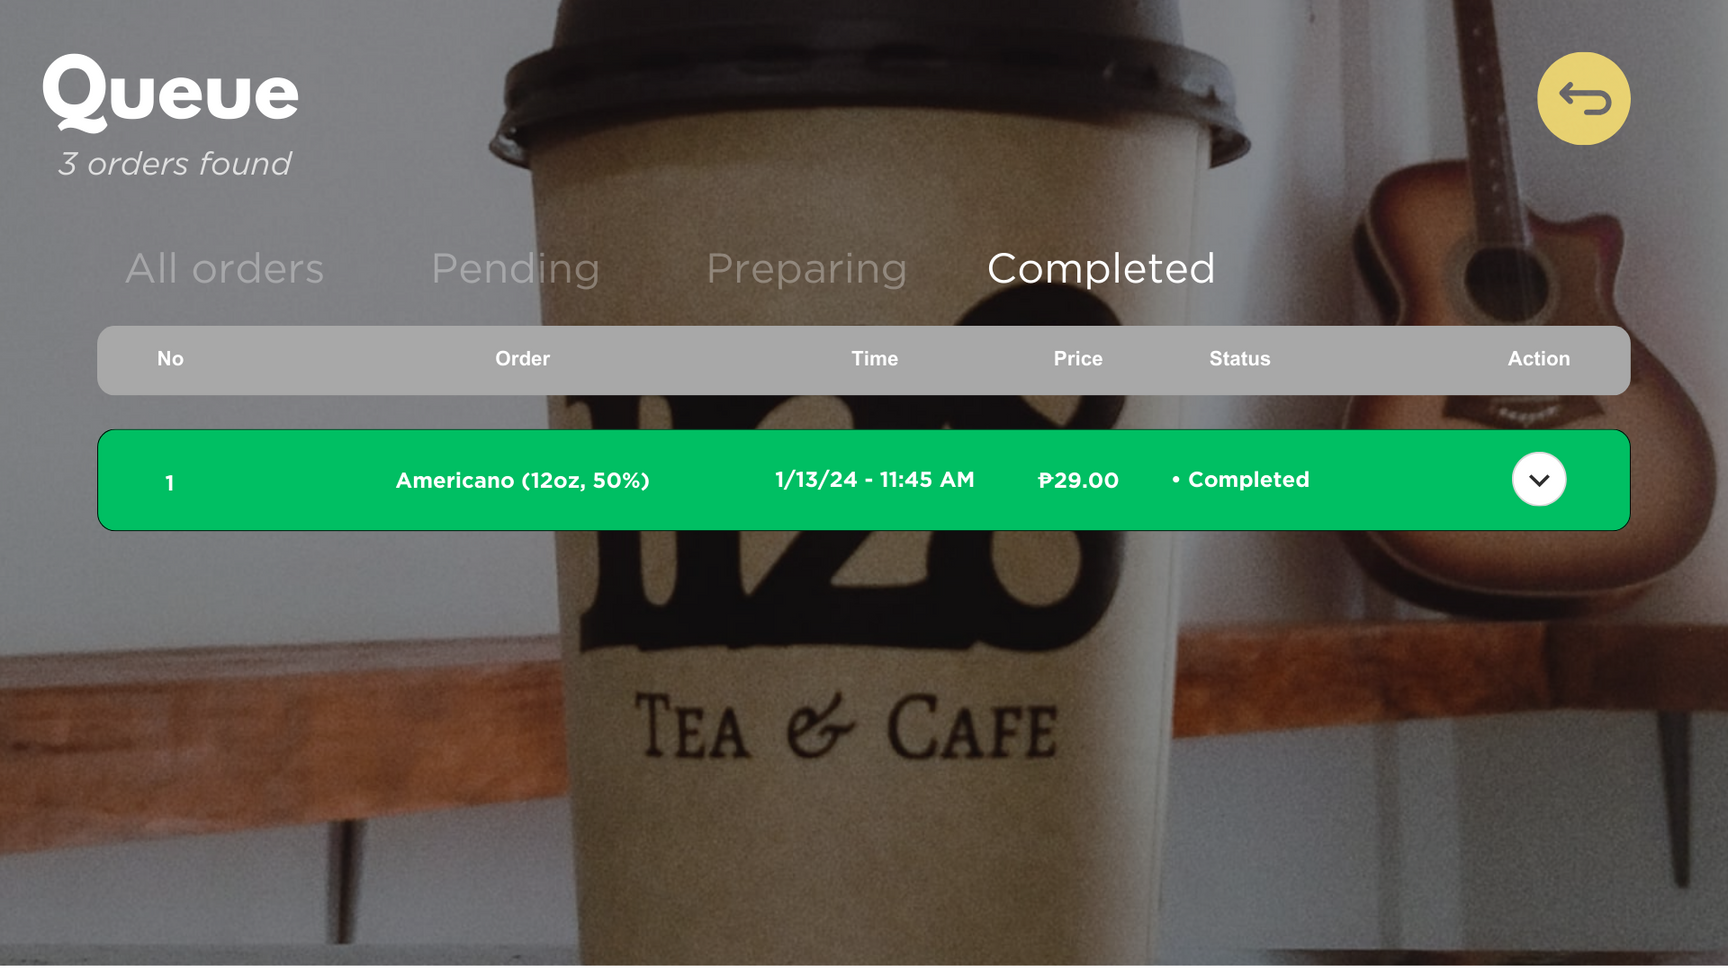 Queue
3 orders found
All orders Pending Preparing Completed
No Order Time Price Status Action
1 Americano (12oz, 50%) 1/13/24 - 11:45 AM ₱29.00 • Completed
TEA & CAFE